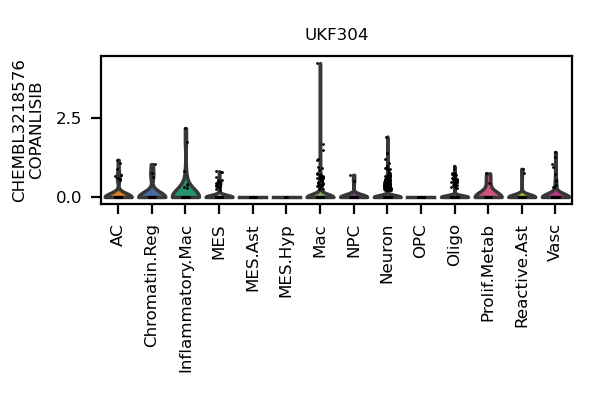 UKF304
CHEMBL3218576
COPANLISIB
2.5
0.0
AC
Chromatin.Reg
Inflammatory.Mac
MES
MES.Ast
MES.Hyp
Mac
NPC
Neuron
OPC
Oligo
Prolif.Metab
Reactive.Ast
Vasc